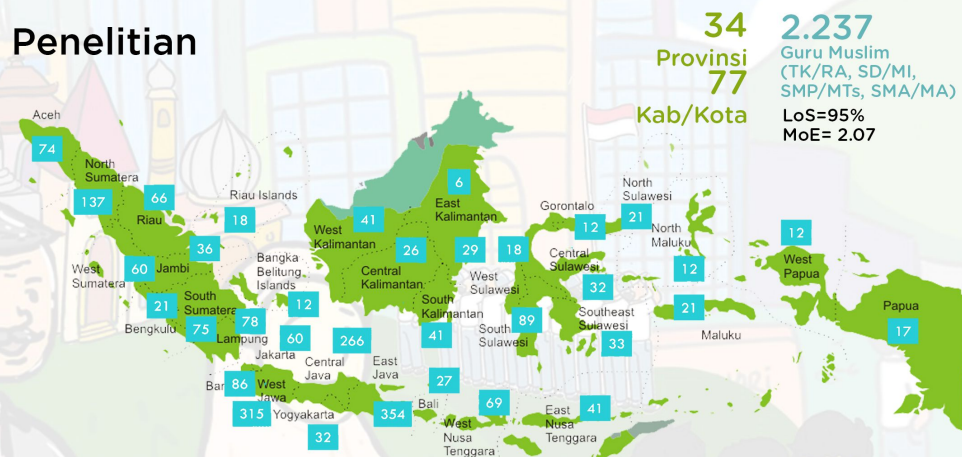 Penelitian
34
Provinsi
77
Kab/Kota
2.237
Guru Muslim
(TK/RA, SD/MI,
SMP/MTs, SMA/MA)
LoS=95%
MoE= 2.07
Aceh
74
North
Sumatera
137
66
Riau
Riau Islands
18
36
West
Sumatera
60
Jambi
21
Bengkulu
South
Sumatera
75
78
Lampung
Bangka
Belitung
Islands
12
60
Jakarta
266
Central
Java
East
Java
86
West
Jawa
315
Yogyakarta
32
354
27
Bali
69
West
Nusa
Tenggara
41
East
Nusa
Tenggara
41
West
Kalimantan
6
East
Kalimantan
26
Central
Kalimantan
29
South
Kalimantan
41
18
West
Sulawesi
Gorontalo
12
North
Sulawesi
21
Central
Sulawesi
32
89
South
Sulawesi
Southeast
Sulawesi
33
North
Maluku
12
21
Maluku
12
West
Papua
Papua
17